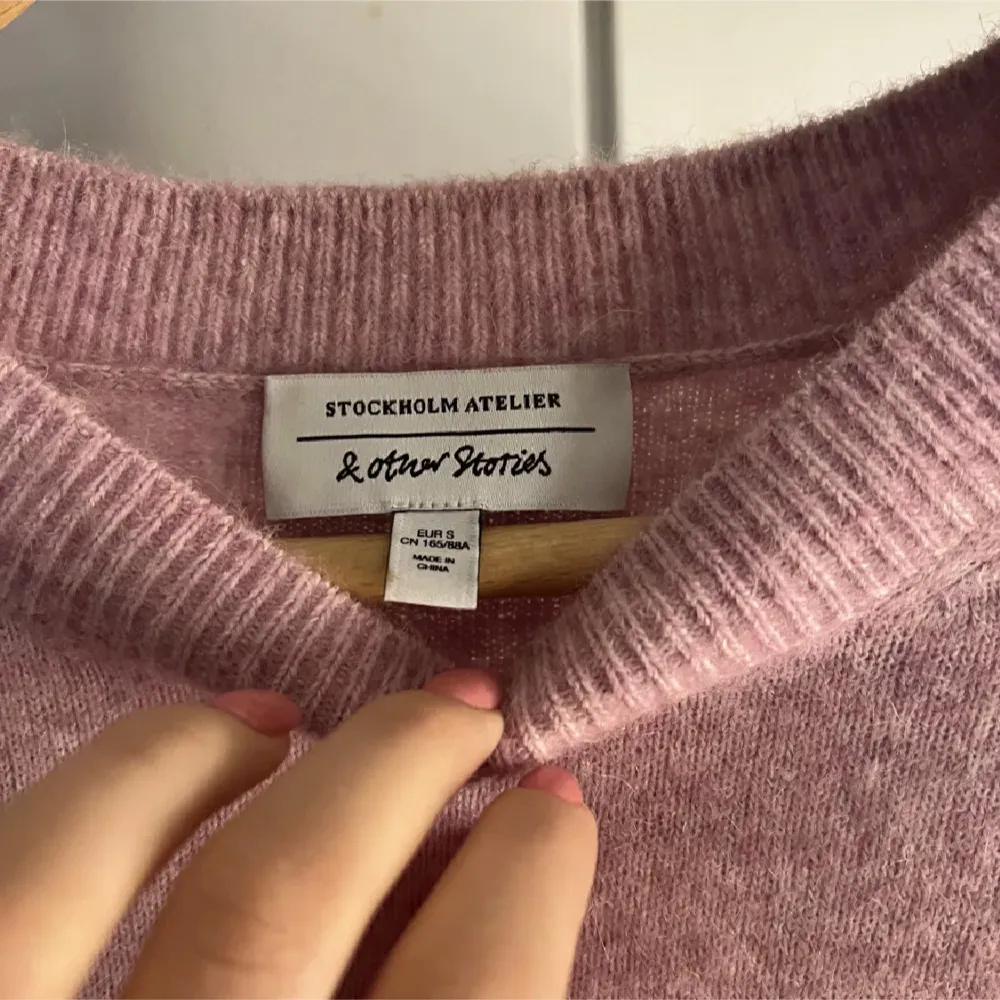 STOCKHOLM ATELIER
& other Stories
EUR S
CN 165/88A
MADE IN
CHINA